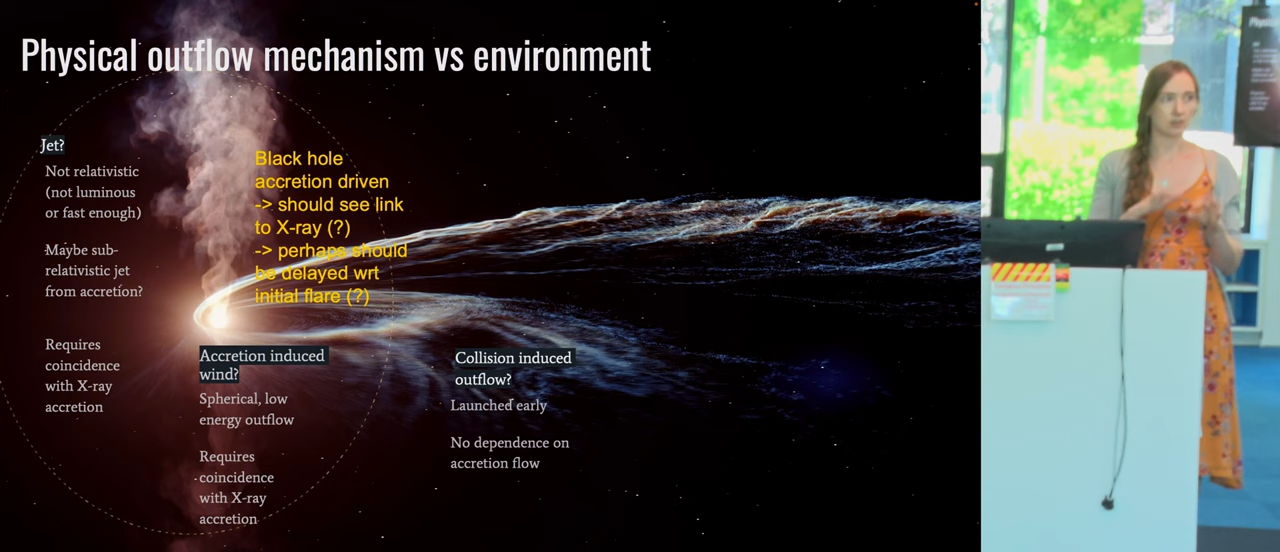 Physical outflow mechanism vs environment
Jet?
Not relativistic
(not luminous
or fast enough)
Maybe sub-
relativistic jet
from accretion?
Requires
coincidence
with X-ray
accretion
Black hole
accretion driven
-> should see link
to X-ray (?)
-> perhaps should
be delayed wrt
initial flare (?)
Accretion induced
wind?
Spherical, low
energy outflow
Requires
coincidence
with X-ray
accretion
Collision induced
outflow?
Launched early
No dependence on
accretion flow